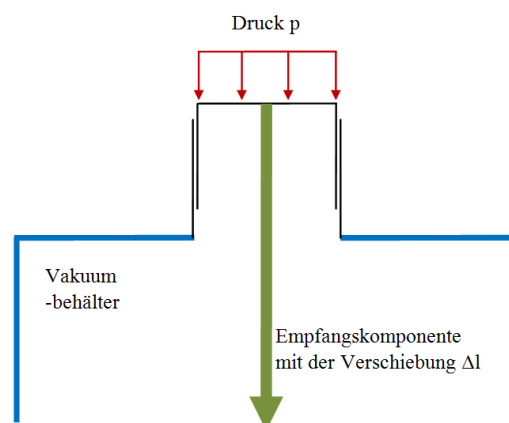 Druck p
Vakuum
-behälter
Empfangskomponente
mit der Verschiebung Δl